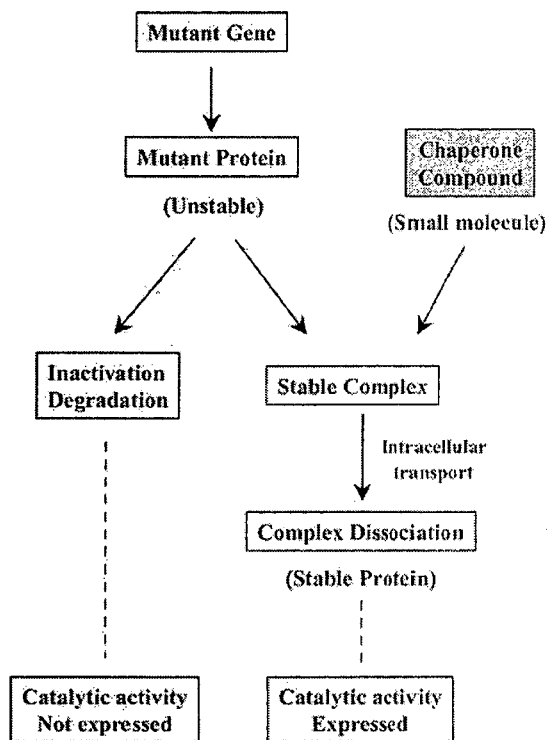 Mutant Gene
Mutant Protein
(Unstable)
Chaperone
Compound
(Small molecule)
Inactivation
Degradation
Stable Complex
Intracellular
transport
Complex Dissociation
(Stable Protein)
Catalytic activity
Not expressed
Catalytic activity
Expressed